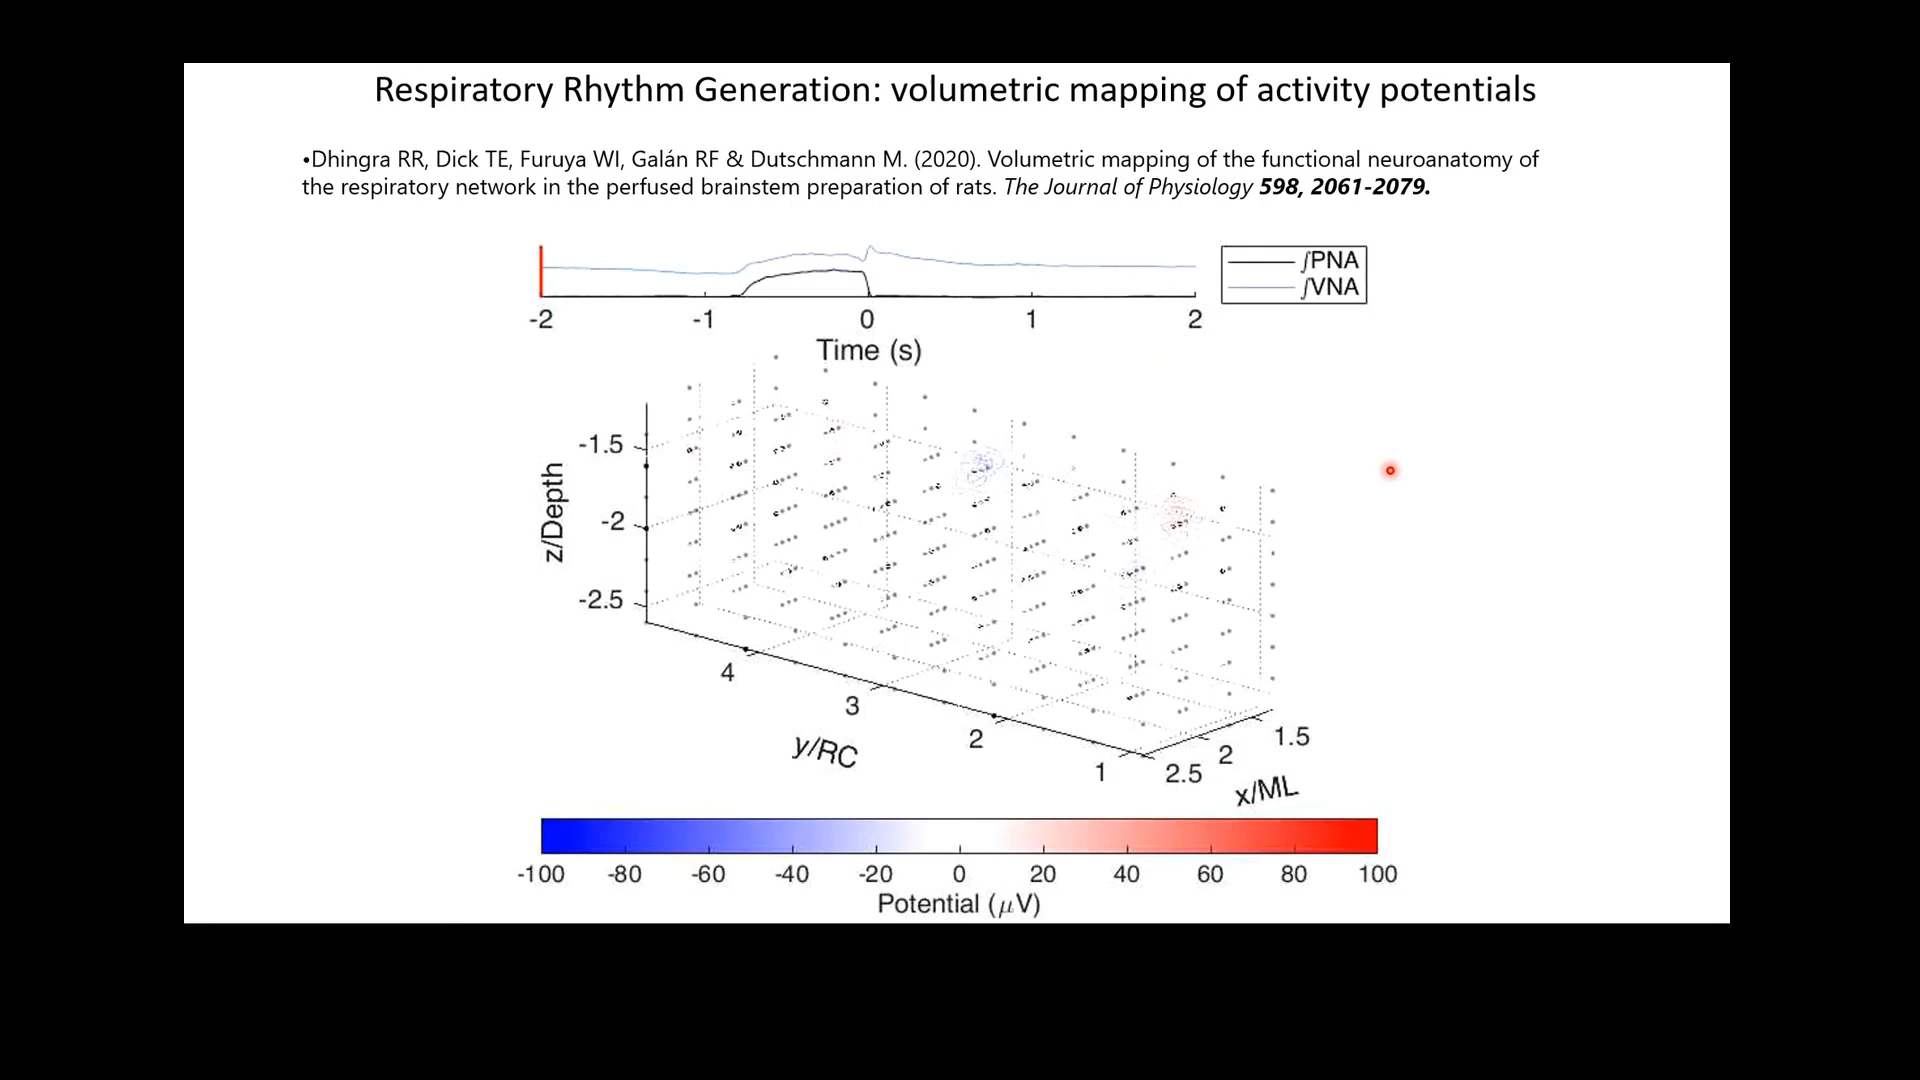 Respiratory Rhythm Generation: volumetric mapping of activity potentials
•Dhingra RR, Dick TE, Furuya WI, Galán RF & Dutschmann M. (2020). Volumetric mapping of the functional neuroanatomy of
the respiratory network in the perfused brainstem preparation of rats. The Journal of Physiology 598, 2061-2079.
∫PNA
∫VNA
-2 -1 0 1 2
Time (s)
-1.5
-2
-2.5
z/Depth
4 3 2 1
y/RC
2.5 2 1.5
x/ML
-100 -80 -60 -40 -20 0 20 40 60 80 100
Potential (μV)